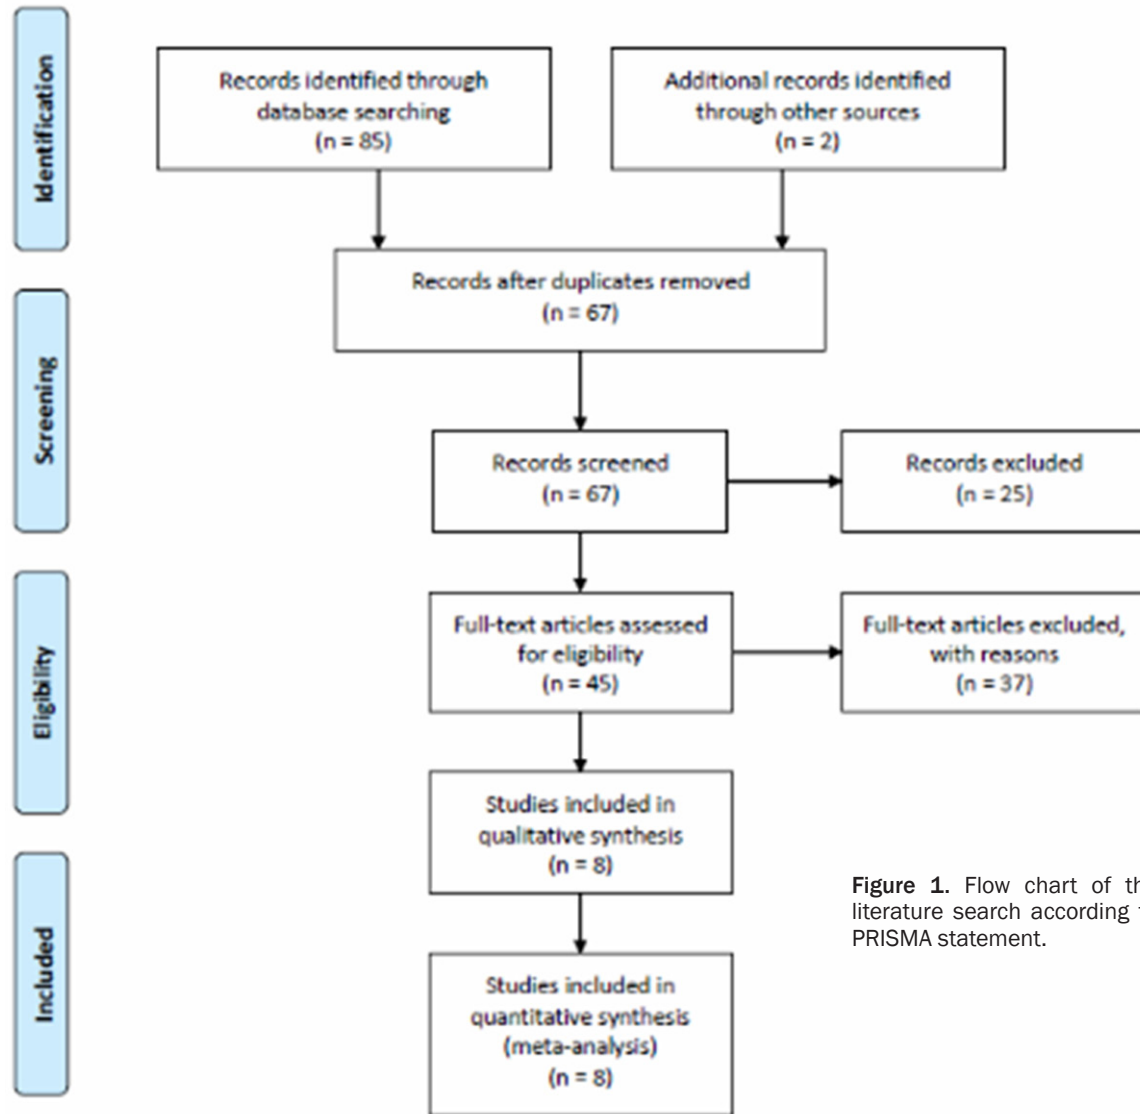 Identification
Records identified through
database searching
(n = 85)
Additional records identified
through other sources
(n = 2)
Records after duplicates removed
(n = 67)
Screening
Records screened
(n = 67)
Records excluded
(n = 25)
Eligibility
Full-text articles assessed
for eligibility
(n = 45)
Full-text articles excluded,
with reasons
(n = 37)
Studies included in
qualitative synthesis
(n = 8)
Included
Studies included in
quantitative synthesis
(meta-analysis)
(n = 8)
Figure 1. Flow chart of th
literature search according
PRISMA statement.